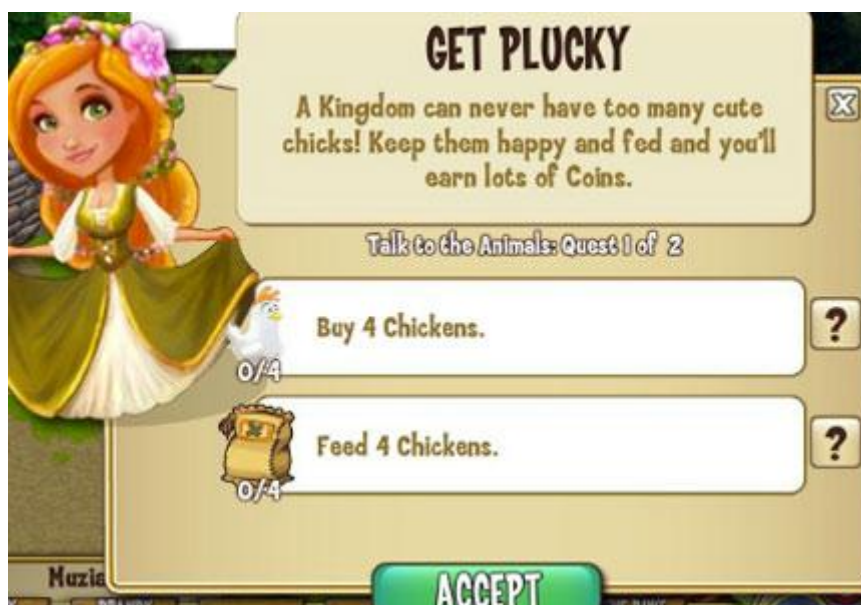 GET PLUCKY
A Kingdom can never have too many cute
chicks! Keep them happy and fed and you'll
earn lots of Coins.
X
Talk to the Animals: Quest 1 of 2
Buy 4 Chickens.
?
0/4
Feed 4 Chickens.
?
0/4
Muzia
ACCEPT